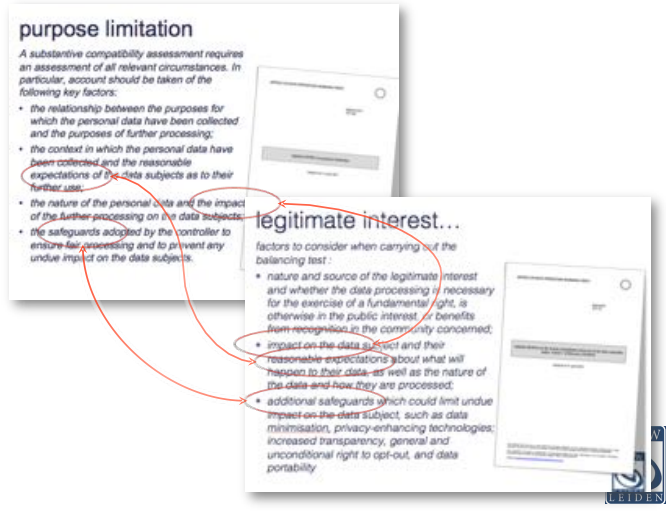 purpose limitation
A substantive compatibility assessment requires
an assessment of all relevant circumstances. In
particular, account should be taken of the
following key factors:
• the relationship between the purposes for
which the personal data have been collected
and the purposes of further processing;
• the context in which the personal data have
been collected and the reasonable
expectations of the data subjects as to their
further use;
• the nature of the personal data and the impact
of the further processing on the data subjects;
• the safeguards adopted by the controller to
ensure fair processing and to prevent any
undue impact on the data subjects.
legitimate interest...
factors to consider when carrying out the
balancing test :
• nature and source of the legitimate interest
and whether the data processing is necessary
for the exercise of a fundamental right, is
otherwise in the public interest, or benefits
from recognition in the community concerned;
• impact on the data subject and their
reasonable expectations about what will
happen to their data, as well as the nature of
the data and how they are processed;
• additional safeguards which could limit undue
impact on the data subject, such as data
minimisation, privacy-enhancing technologies;
increased transparency, general and
unconditional right to opt-out, and data
portability
W
LEIDEN